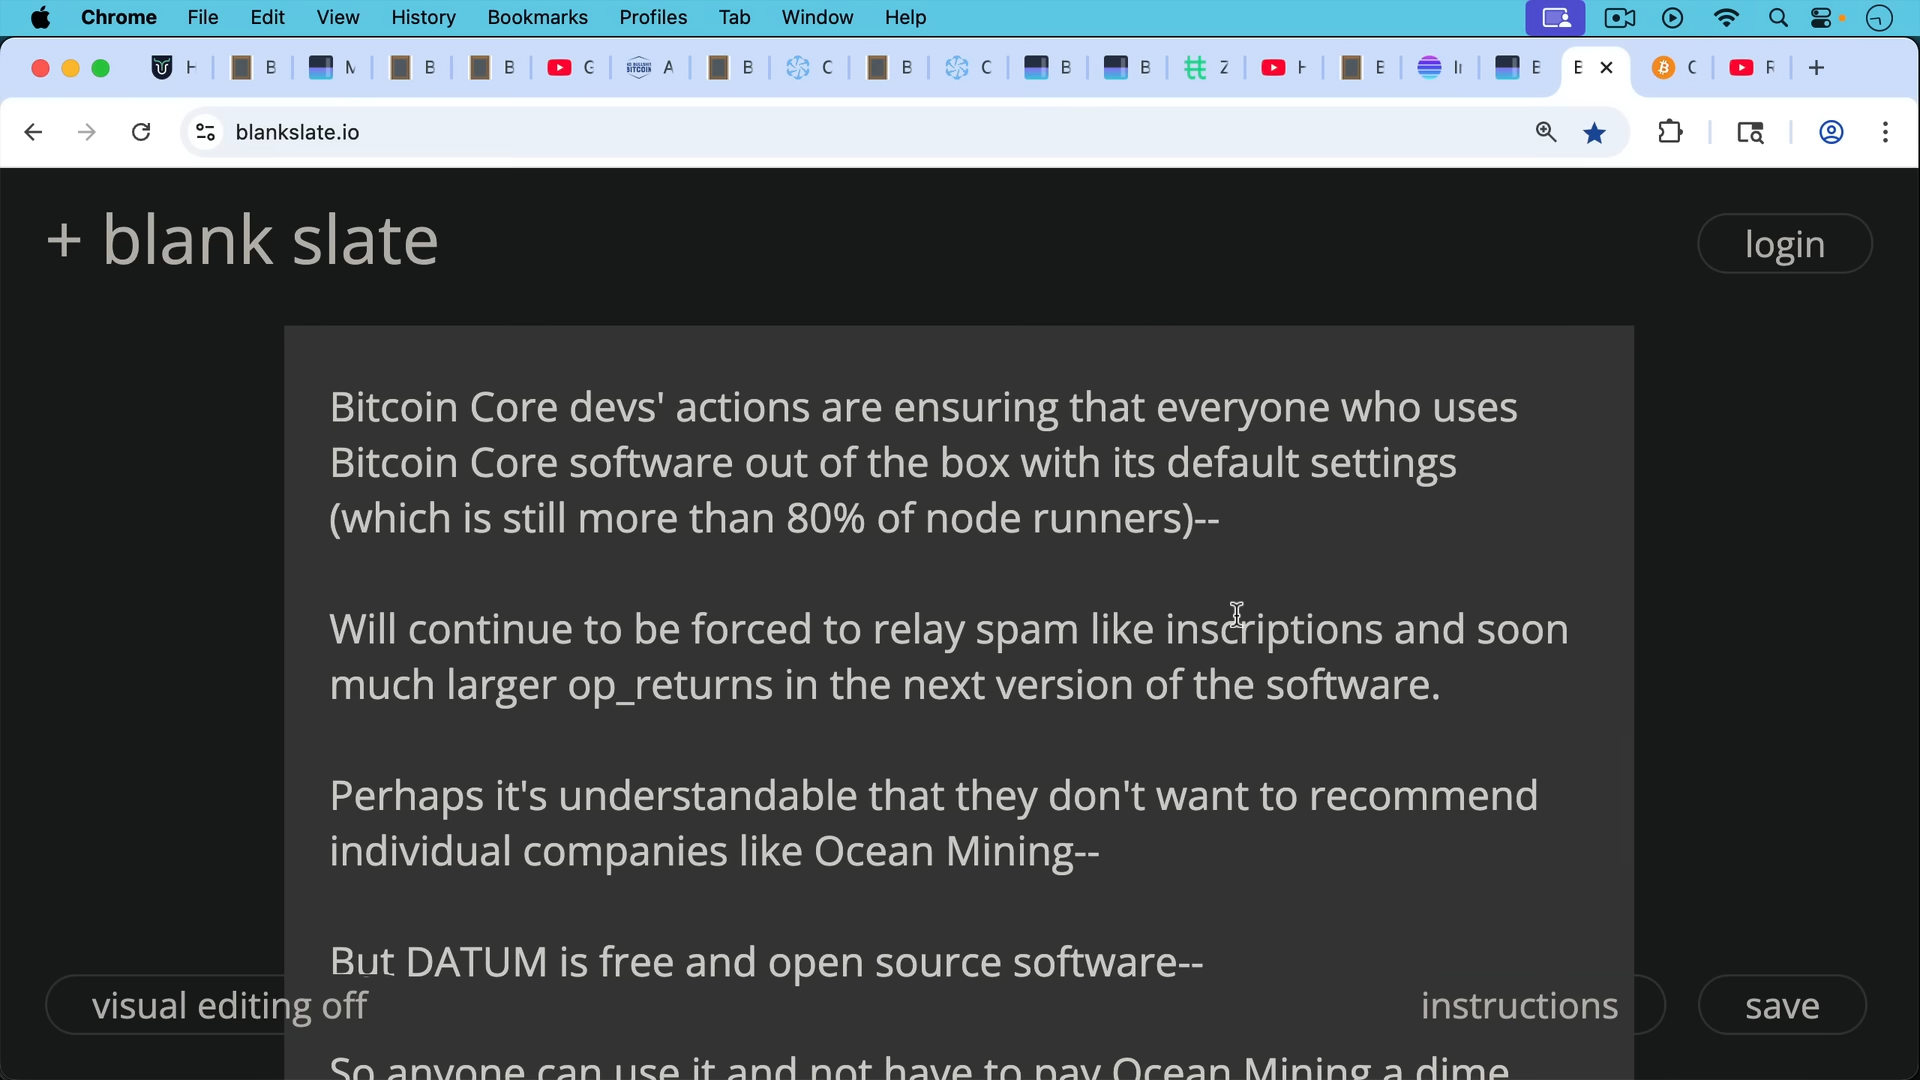 Chrome File Edit View History Bookmarks Profiles Tab Window Help
H B M B B G A B C B C B B Z H B II B B C R
blankslate.io
+ blank slate
login
Bitcoin Core devs' actions are ensuring that everyone who uses
Bitcoin Core software out of the box with its default settings
(which is still more than 80% of node runners)--
Will continue to be forced to relay spam like inscriptions and soon
much larger op_returns in the next version of the software.
Perhaps it's understandable that they don't want to recommend
individual companies like Ocean Mining--
But DATUM is free and open source software--
visual editing off
instructions
save
So anyone can use it and not have to pay Ocean Mining a dime